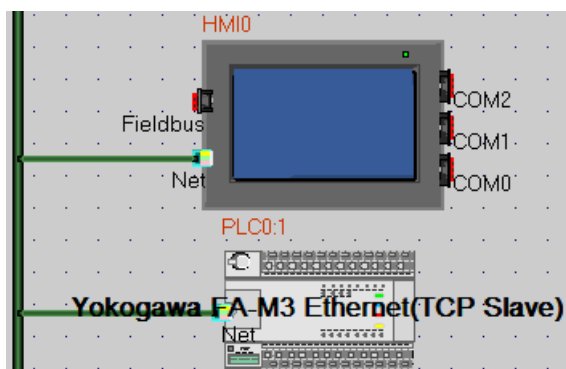 HMI0
COM2
Fieldbus
COM1
Net
COM0
PLC0:1
Yokogawa FA-M3 Ethernet(TCP Slave)
Net